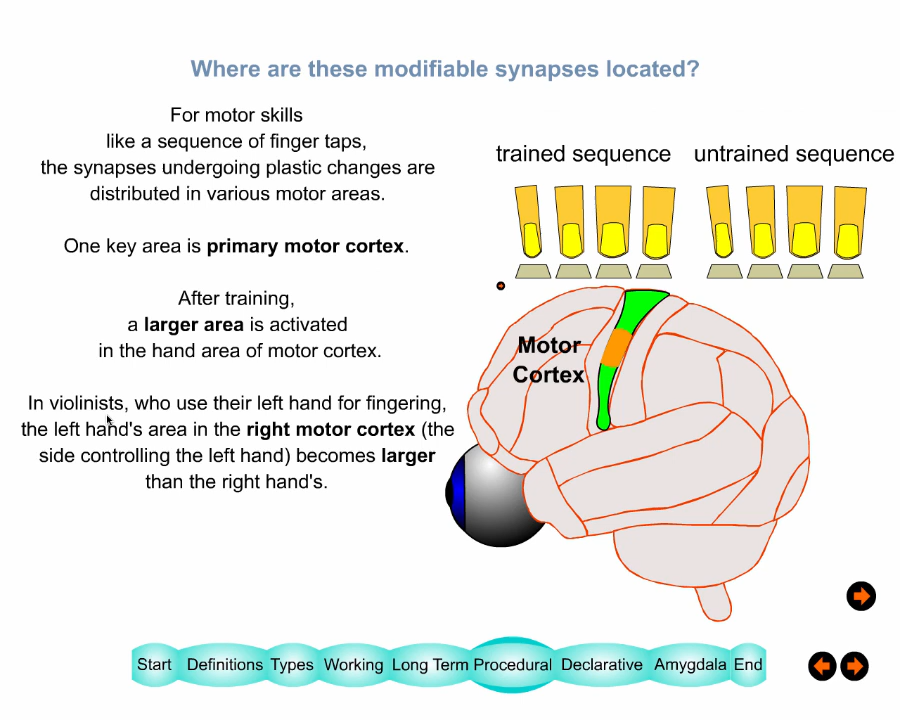 Where are these modifiable synapses located?
For motor skills
like a sequence of finger taps,
the synapses undergoing plastic changes are
distributed in various motor areas.
One key area is primary motor cortex.
After training,
a larger area is activated
in the hand area of motor cortex.
In violinists, who use their left hand for fingering,
the left hand's area in the right motor cortex (the
side controlling the left hand) becomes larger
than the right hand's.
trained sequence
untrained sequence
Motor
Cortex
Start Definitions Types Working Long Term Procedural Declarative Amygdala End